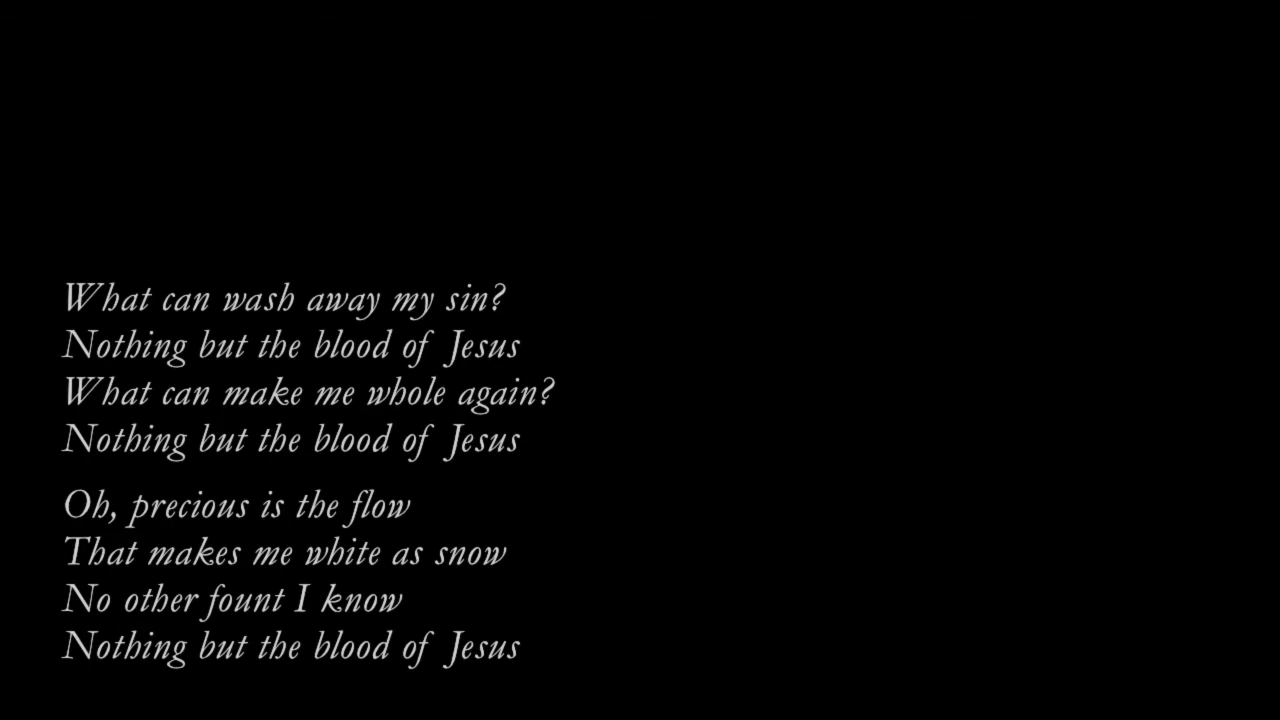 What can wash away my sin?
Nothing but the blood of Jesus
What can make me whole again?
Nothing but the blood of Jesus
Oh, precious is the flow
That makes me white as snow
No other fount I know
Nothing but the blood of Jesus